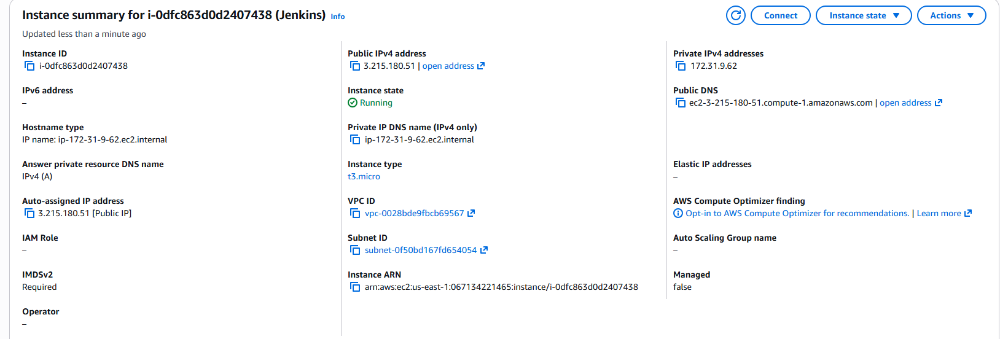 Instance summary for i-0dfc863d0d2407438 (Jenkins) Info
Connect
Instance state
Actions
Updated less than a minute ago
Instance ID
i-0dfc863d0d2407438
Public IPv4 address
3.215.180.51 | open address
Private IPv4 addresses
172.31.9.62
IPv6 address
–
Instance state
Running
Public DNS
ec2-3-215-180-51.compute-1.amazonaws.com | open address
Hostname type
IP name: ip-172-31-9-62.ec2.internal
Private IP DNS name (IPv4 only)
ip-172-31-9-62.ec2.internal
Answer private resource DNS name
IPv4 (A)
Instance type
t3.micro
Elastic IP addresses
–
Auto-assigned IP address
3.215.180.51 [Public IP]
VPC ID
vpc-0028bde9fbcb69567
AWS Compute Optimizer finding
Opt-in to AWS Compute Optimizer for recommendations. | Learn more
IAM Role
–
Subnet ID
subnet-0f50bd167fd654054
Auto Scaling Group name
–
IMDSv2
Required
Instance ARN
arn:aws:ec2:us-east-1:067134221465:instance/i-0dfc863d0d2407438
Managed
false
Operator
–